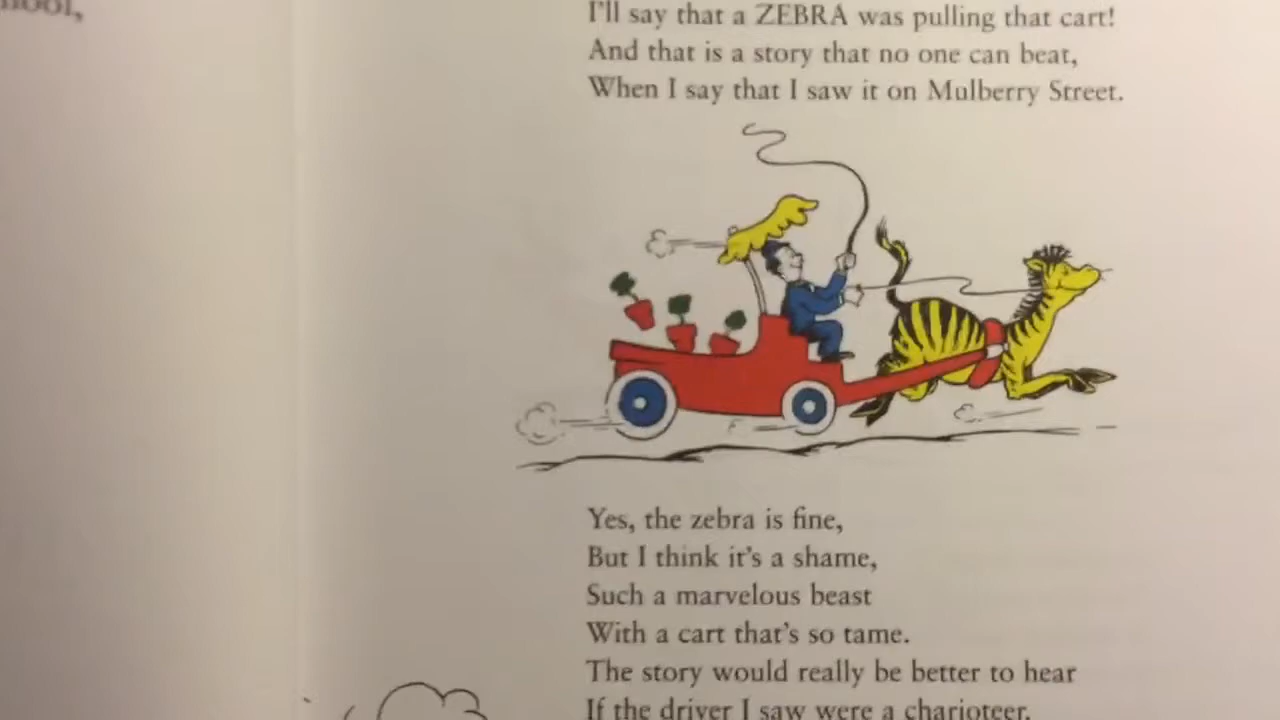 I'll say that a ZEBRA was pulling that cart!
And that is a story that no one can beat,
When I say that I saw it on Mulberry Street.
Yes, the zebra is fine,
But I think it's a shame,
Such a marvelous beast
With a cart that's so tame.
The story would really be better to hear
If the driver I saw were a charioteer.